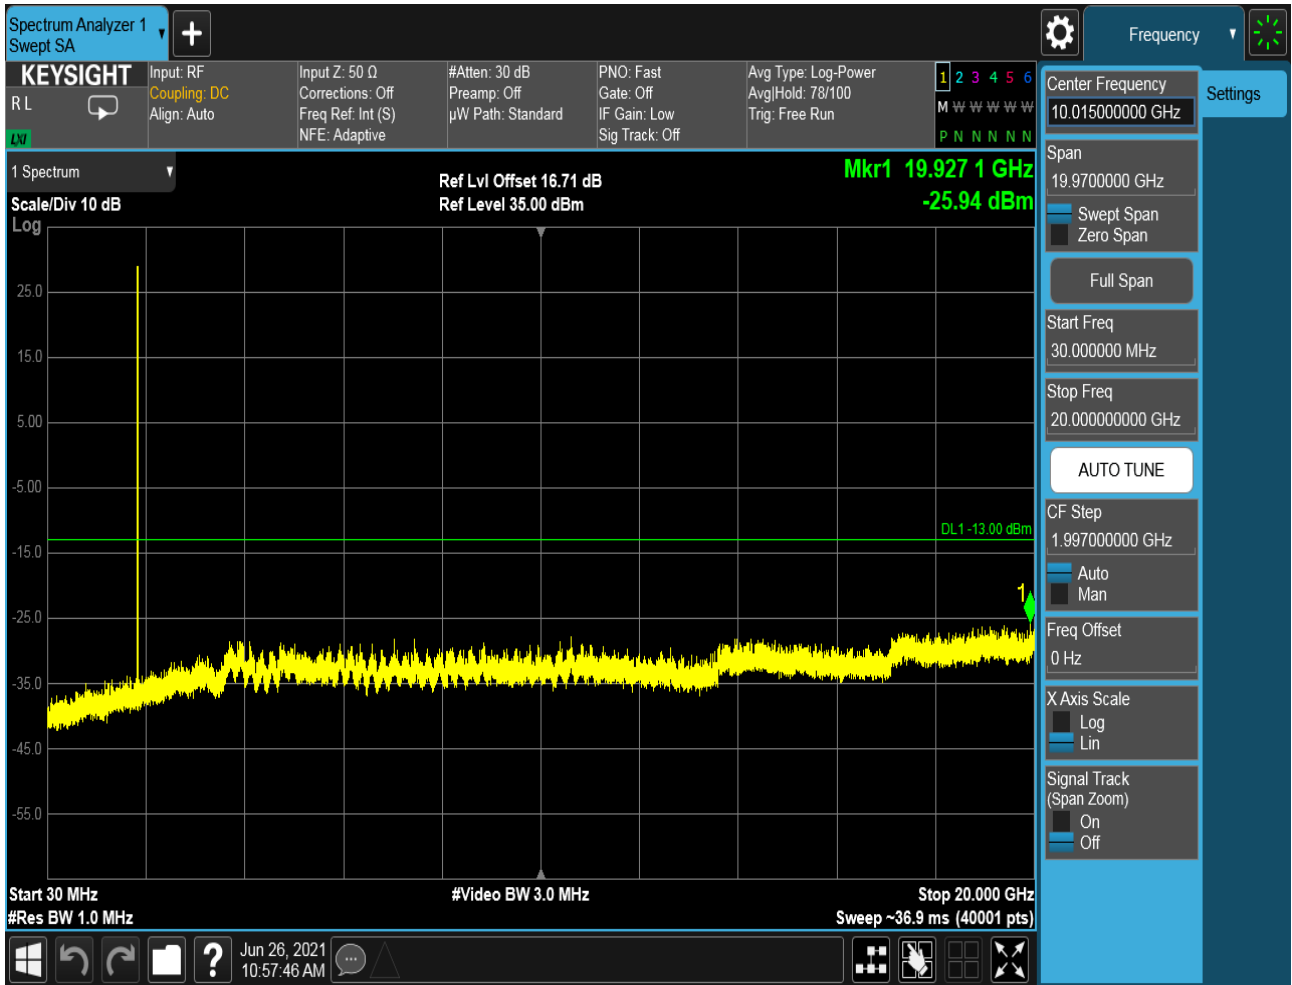 Spectrum Analyzer 1
Swept SA
Frequency
KEYSIGHT
R L
LXI
Input: RF
Coupling: DC
Align: Auto
Input Z: 50 Ω
Corrections: Off
Freq Ref: Int (S)
NFE: Adaptive
#Atten: 30 dB
Preamp: Off
µW Path: Standard
PNO: Fast
Gate: Off
IF Gain: Low
Sig Track: Off
Avg Type: Log-Power
Avg|Hold: 78/100
Trig: Free Run
1 2 3 4 5 6
M W W W W W
P N N N N N
1 Spectrum
Scale/Div 10 dB
Log
Ref Lvl Offset 16.71 dB
Ref Level 35.00 dBm
Mkr1 19.927 1 GHz
-25.94 dBm
25.0
15.0
5.00
-5.00
-15.0
-25.0
-35.0
-45.0
-55.0
DL1 -13.00 dBm
1
Start 30 MHz
#Res BW 1.0 MHz
#Video BW 3.0 MHz
Stop 20.000 GHz
Sweep ~36.9 ms (40001 pts)
Jun 26, 2021
10:57:46 AM
Center Frequency
10.015000000 GHz
Span
19.9700000 GHz
Swept Span
Zero Span
Full Span
Start Freq
30.000000 MHz
Stop Freq
20.000000000 GHz
AUTO TUNE
CF Step
1.997000000 GHz
Auto
Man
Freq Offset
0 Hz
X Axis Scale
Log
Lin
Signal Track
(Span Zoom)
On
Off
Settings